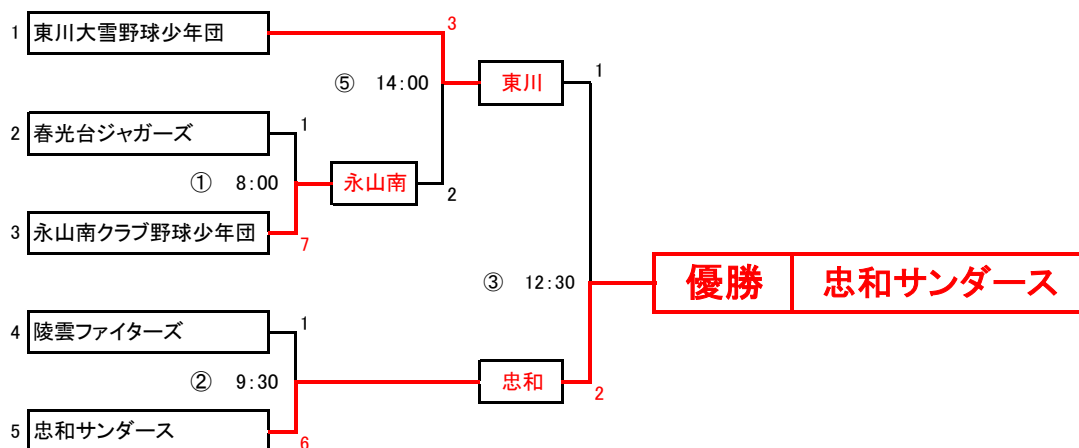 1 東川大雪野球少年団
3
⑤ 14:00
東川
1
2 春光台ジャガーズ
1
① 8:00
永山南
2
3 永山南クラブ野球少年団
7
③ 12:30
優勝 忠和サンダース
4 陵雲ファイターズ
1
② 9:30
忠和
2
5 忠和サンダース
6